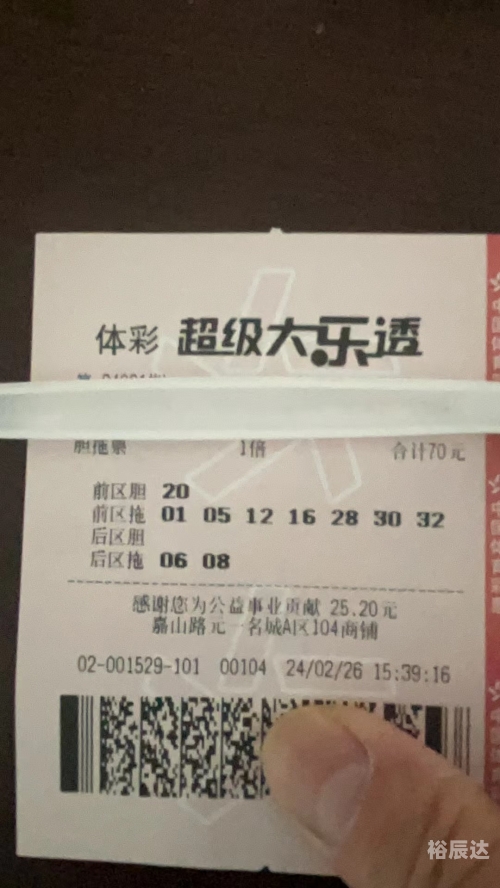 体彩 超级大乐透
胆拖票 1倍 合计70元
前区胆 20
前区拖 01 05 12 16 28 30 32
后区胆
后区拖 06 08
感谢您为公益事业贡献 25.20元
嘉山路元一名城A区104商铺
02-001529-101 00104 24/02/26 15:39:16
裕辰达